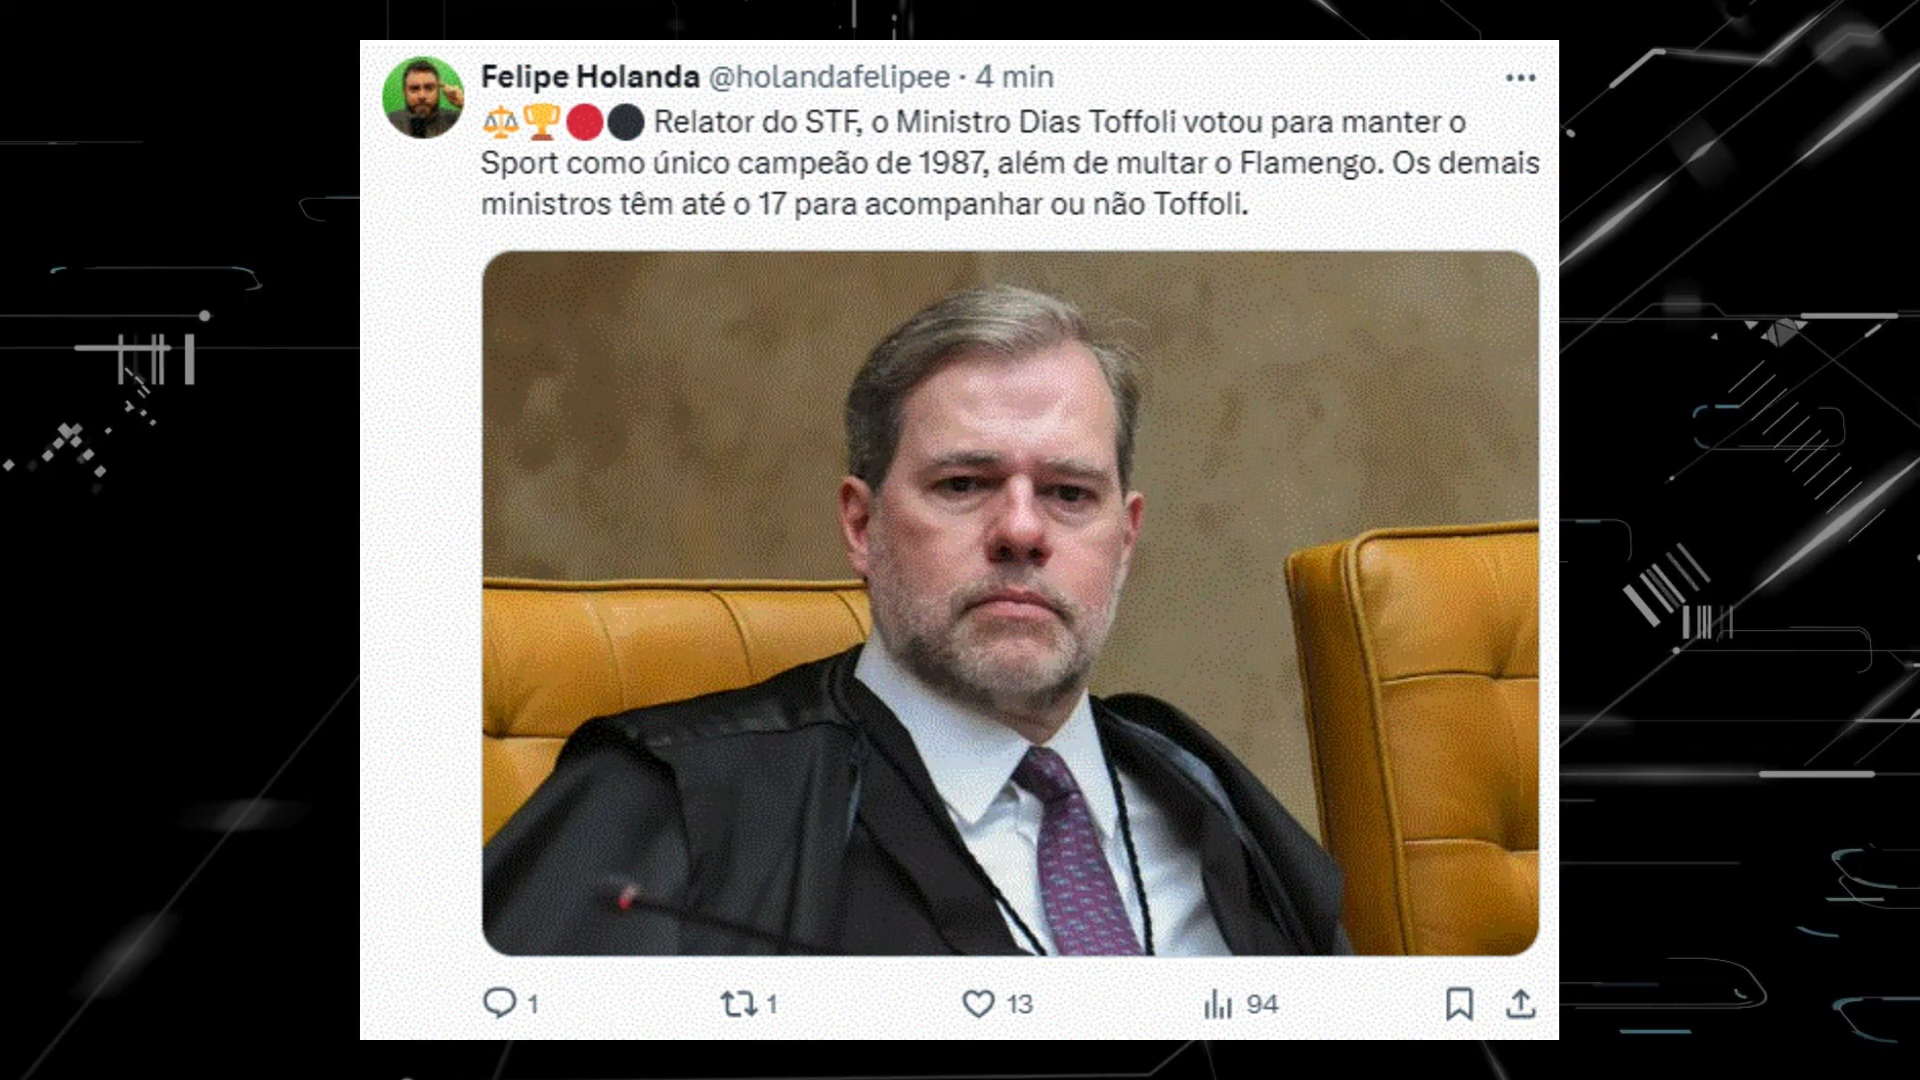 Felipe Holanda @holandafelipee · 4 min
⚖️🏆🔴⚫ Relator do STF, o Ministro Dias Toffoli votou para manter o
Sport como único campeão de 1987, além de multar o Flamengo. Os demais
ministros têm até o 17 para acompanhar ou não Toffoli.
1 1 13 94